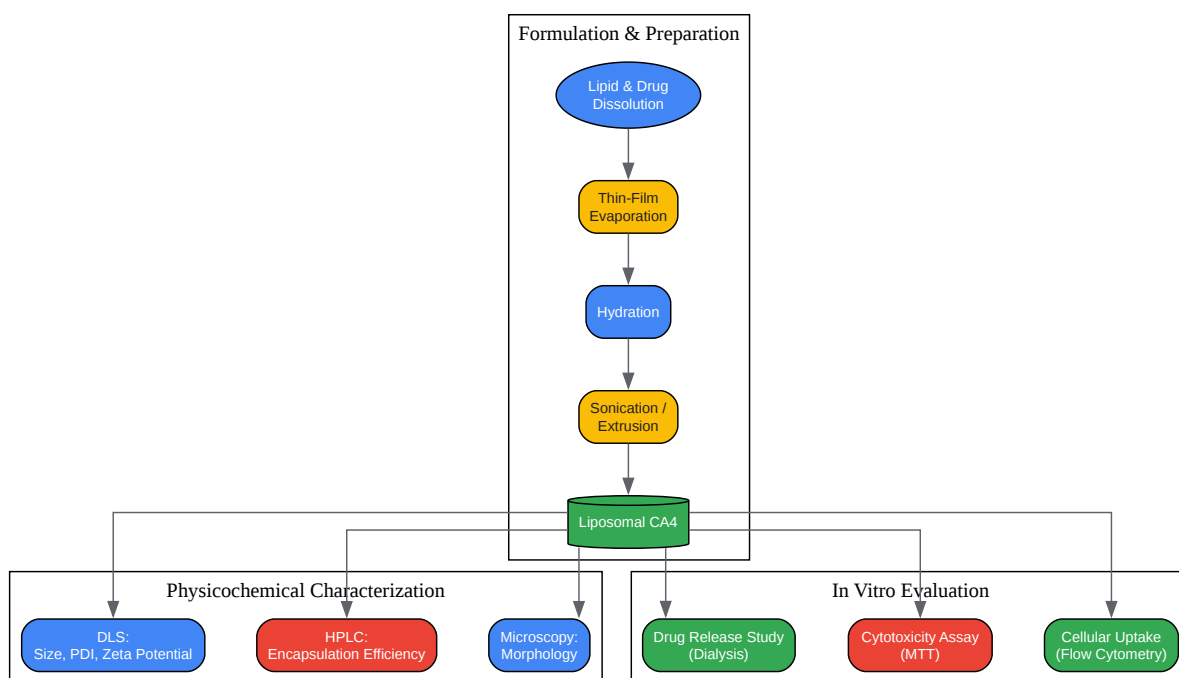 Formulation & Preparation
Lipid & Drug
Dissolution
Thin-Film
Evaporation
Hydration
Sonication /
Extrusion
Liposomal CA4
Physicochemical Characterization
DLS:
Size, PDI, Zeta Potential
HPLC:
Encapsulation Efficiency
Microscopy:
Morphology
In Vitro Evaluation
Drug Release Study
(Dialysis)
Cytotoxicity Assay
(MTT)
Cellular Uptake
(Flow Cytometry)